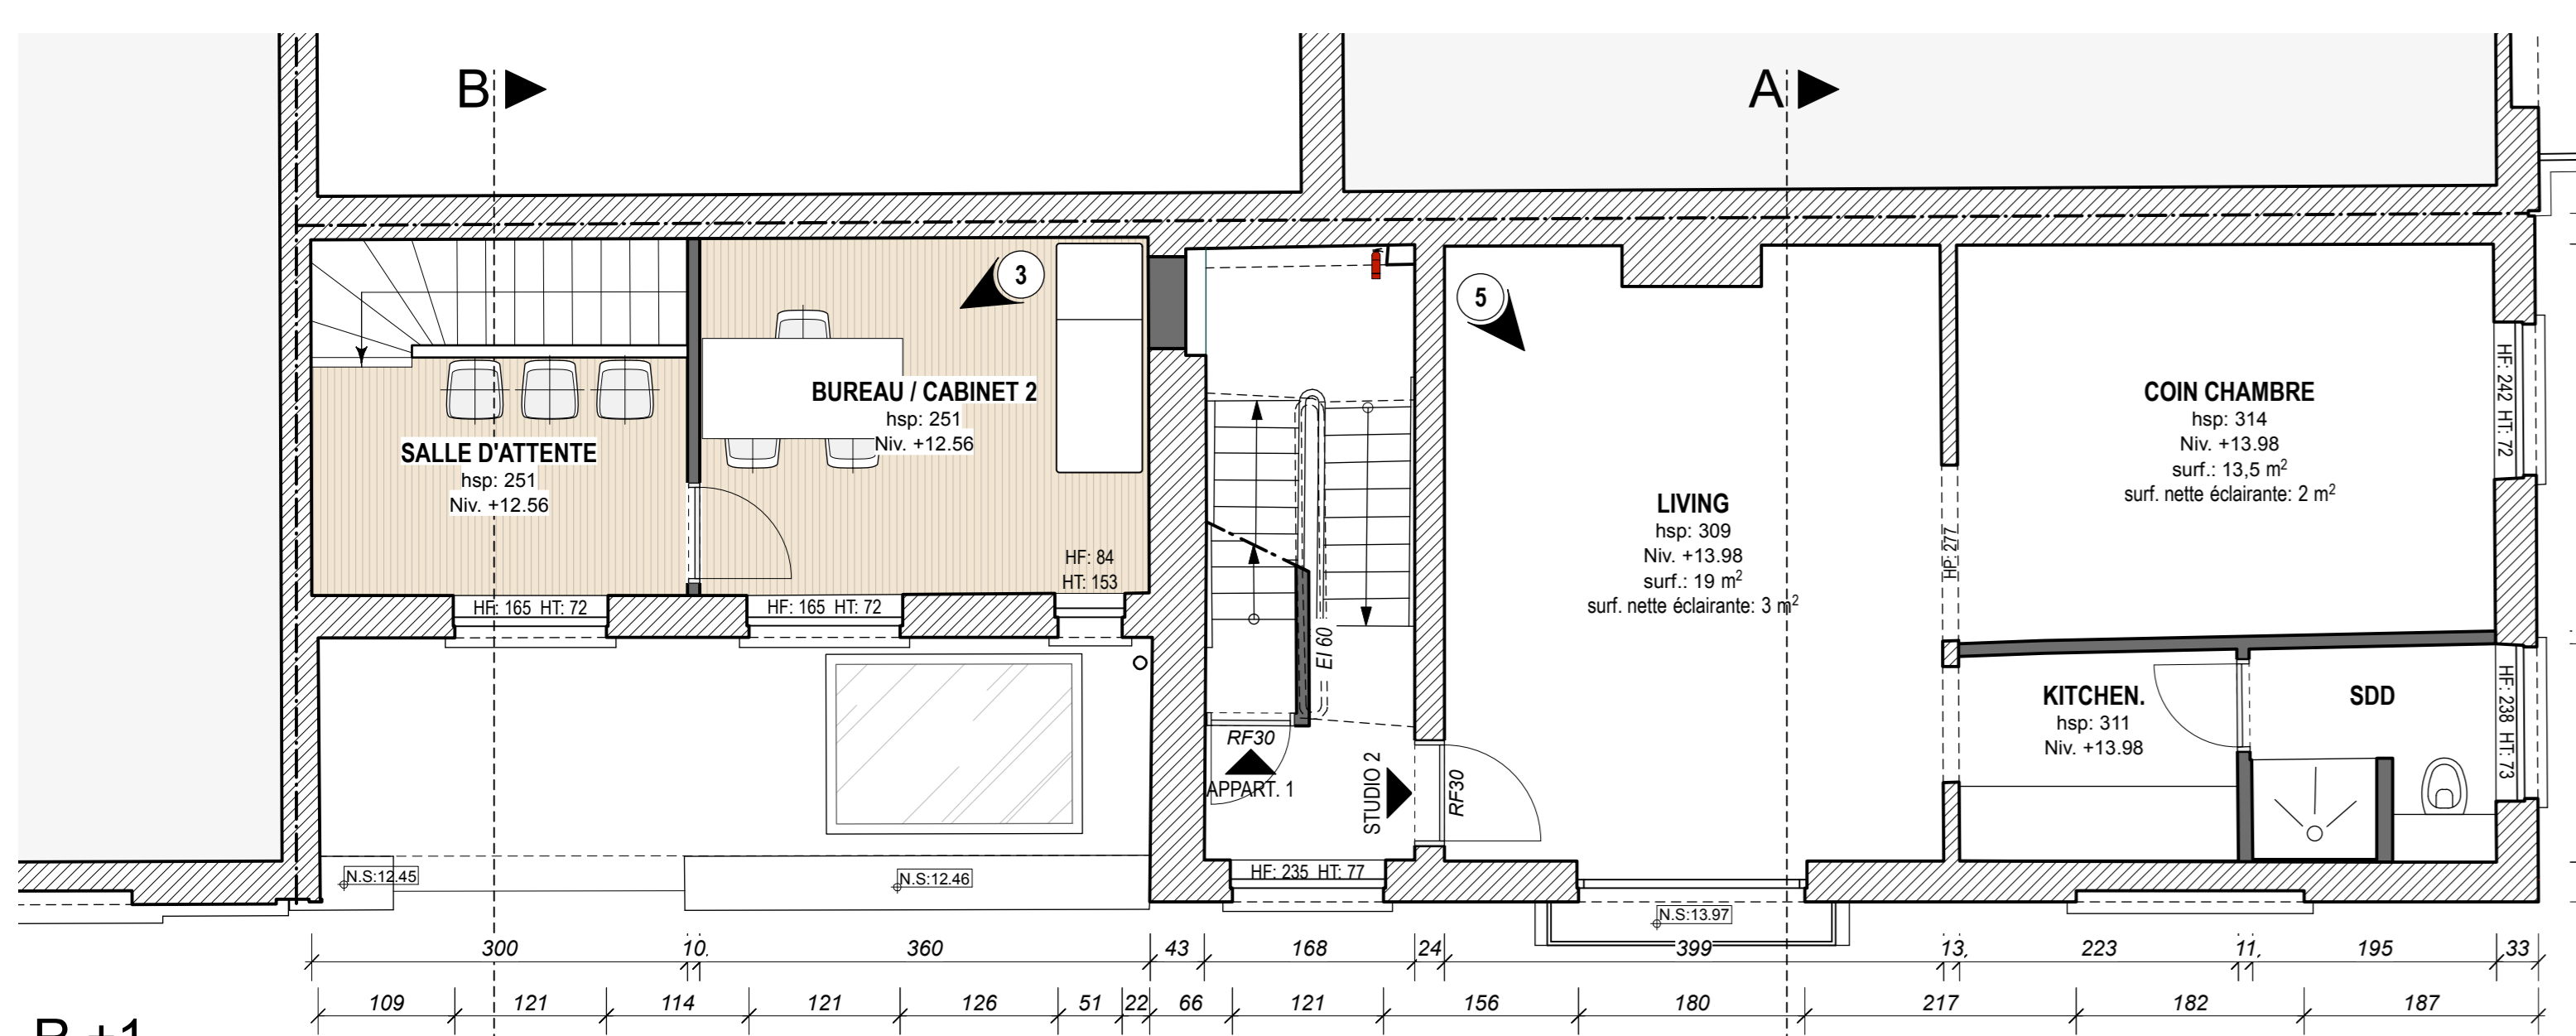 B
A
3
5
BUREAU / CABINET 2
hsp: 251
Niv. +12.56
SALLE D'ATTENTE
hsp: 251
Niv. +12.56
COIN CHAMBRE
hsp: 314
Niv. +13.98
surf.: 13,5 m²
surf. nette éclairante: 2 m²
HF: 242 HT: 72
LIVING
hsp: 309
Niv. +13.98
surf.: 19 m²
surf. nette éclairante: 3 m²
HP: 277
HF: 84
HT: 153
HF: 165 HT: 72
HF: 165 HT: 72
EI 60
KITCHEN.
hsp: 311
Niv. +13.98
SDD
HF: 238 HT: 73
RF30
APPART. 1
STUDIO 2
RF30
HF: 235 HT: 77
N.S:12.45
N.S:12.46
N.S:13.97
300 10 360 43 168 24 399 13 223 11 195 33
109 121 114 121 126 51 22 66 121 156 180 217 182 187
R +1